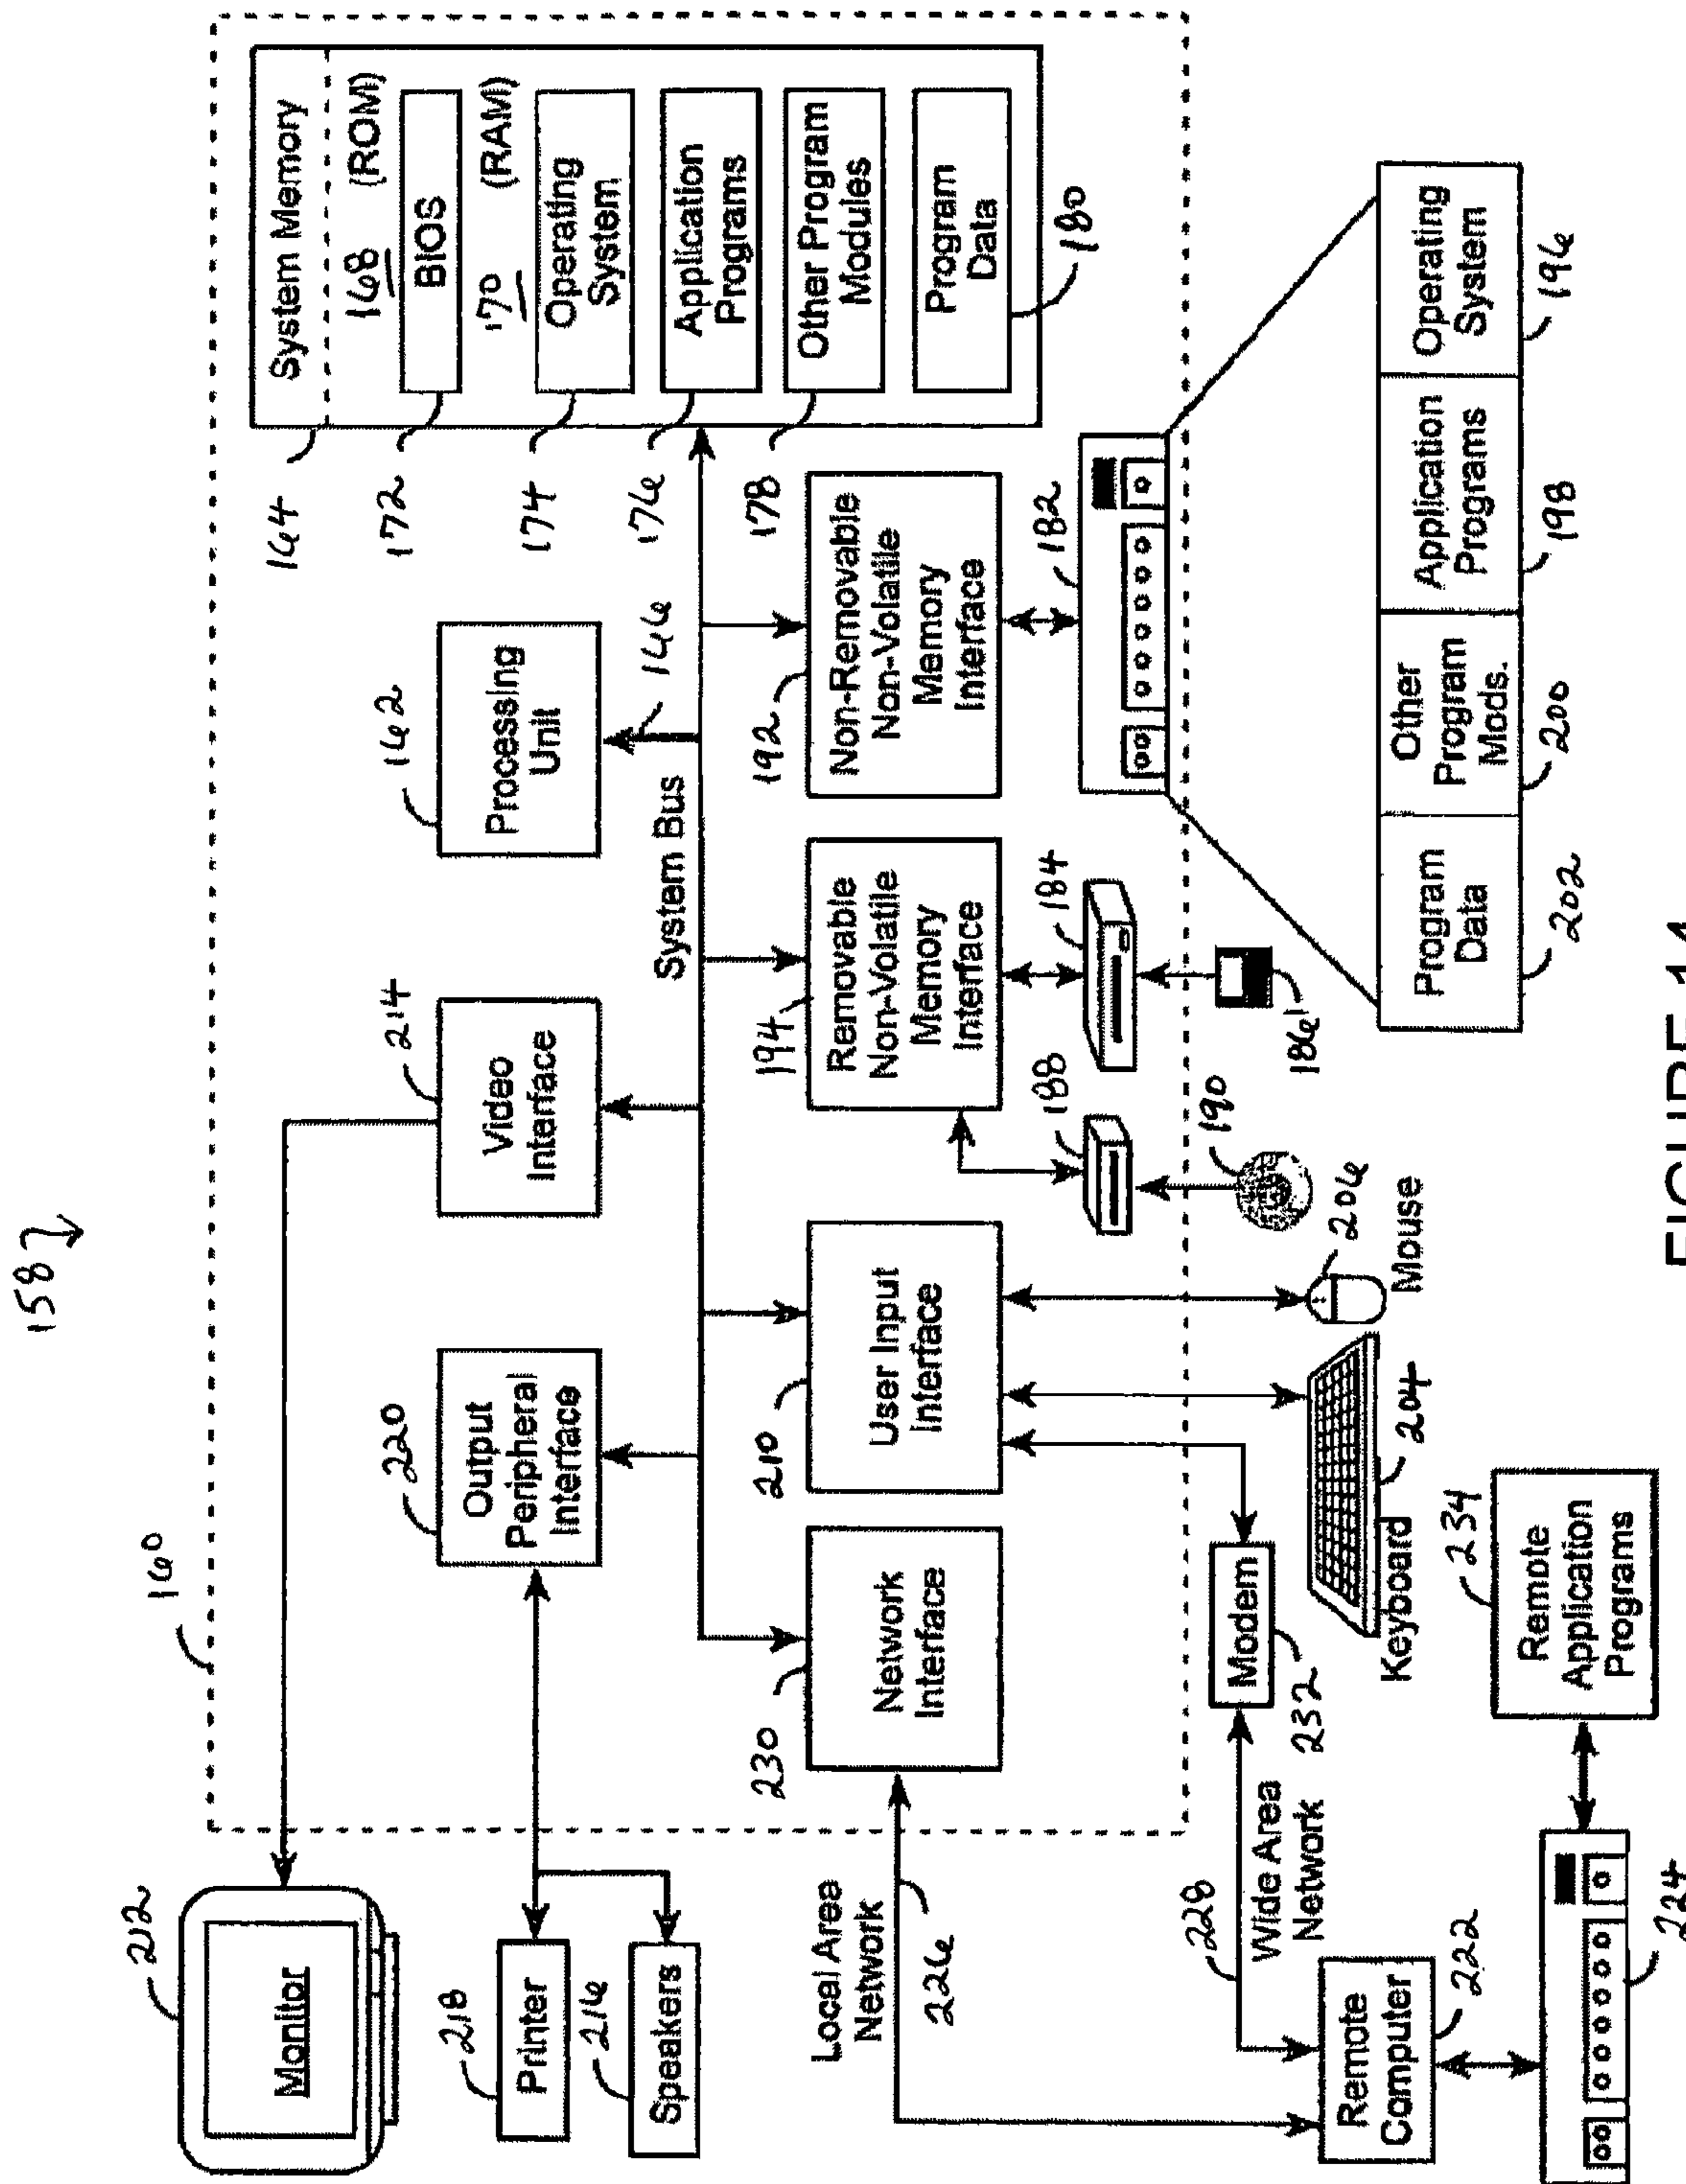 158
160
212
Monitor
218
Printer
216
Speakers
220
Output
Peripheral
Interface
214
Video
Interface
162
Processing
Unit
166
System Bus
164
System Memory
168 (ROM)
172
BIOS
170 (RAM)
174
Operating
System
176
Application
Programs
178
Other Program
Modules
Program
Data
180
230
Network
Interface
210
User Input
Interface
194
Removable
Non-Volatile
Memory
Interface
192
Non-Removable
Non-Volatile
Memory
Interface
188
184
182
190
186
Local Area
Network
226
228
Wide Area
Network
Modem
232
Keyboard
204
206
Mouse
Remote
Computer
222
224
234
Remote
Application
Programs
Program
Data
202
Other
Program
Mods.
200
Application
Programs
198
Operating
System
196